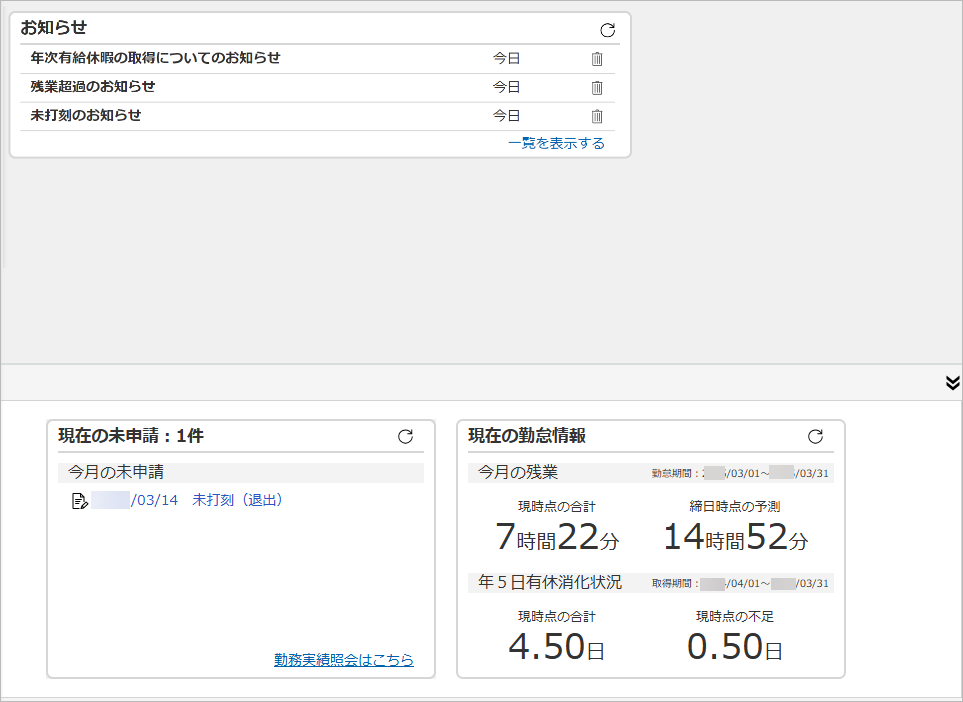 お知らせ
年次有給休暇の取得についてのお知らせ 今日
残業超過のお知らせ 今日
未打刻のお知らせ 今日
一覧を表示する
現在の未申請：1件
今月の未申請
/03/14 未打刻（退出）
勤務実績照会はこちら
現在の勤怠情報
今月の残業 勤怠期間：2 /03/01～ /03/31
現時点の合計 締日時点の予測
7時間22分 14時間52分
年５日有休消化状況 取得期間： /04/01～ /03/31
現時点の合計 現時点の不足
4.50日 0.50日